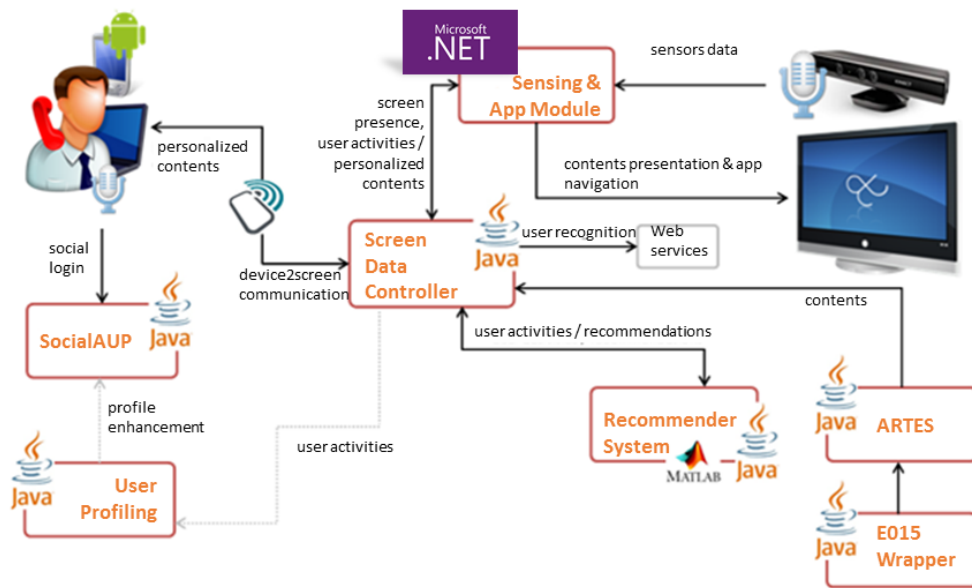 Microsoft
.NET
Sensing &
App Module
sensors data
screen
presence,
user activities /
personalized
contents
personalized
contents
contents presentation & app
navigation
Screen
Data
Controller
Java
user recognition
Web
services
social
login
device2screen
communication
contents
SocialAUP
Java
user activities / recommendations
profile
enhancement
Recommender
System
MATLAB
Java
Java
ARTES
user activities
Java
User
Profiling
Java
E015
Wrapper